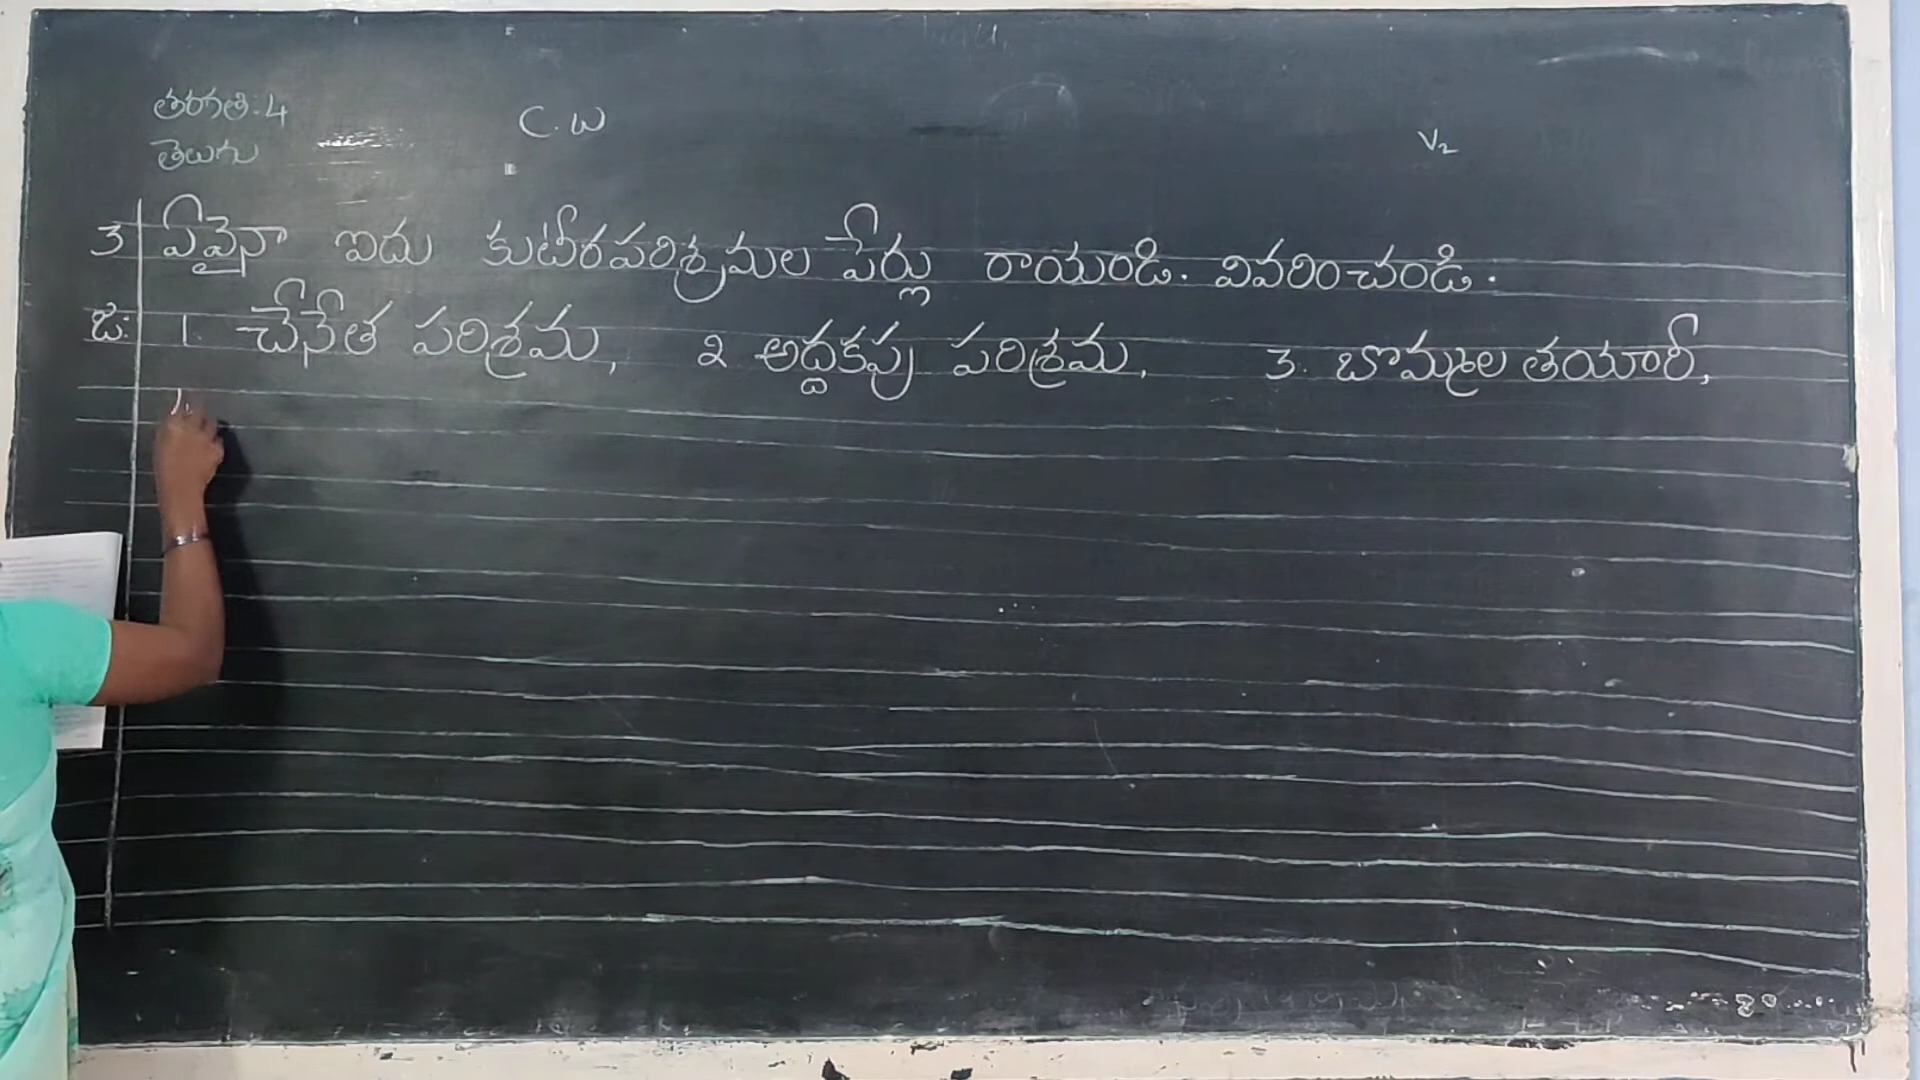 తరగతి:4
తెలుగు
C.W
V2
3 ఏవైనా ఐదు కుటీరపరిశ్రమల పేర్లు రాయండి. వివరించండి.
జ: 1. చేనేత పరిశ్రమ, 2 అద్దకపు పరిశ్రమ, 3. బొమ్మల తయారీ,